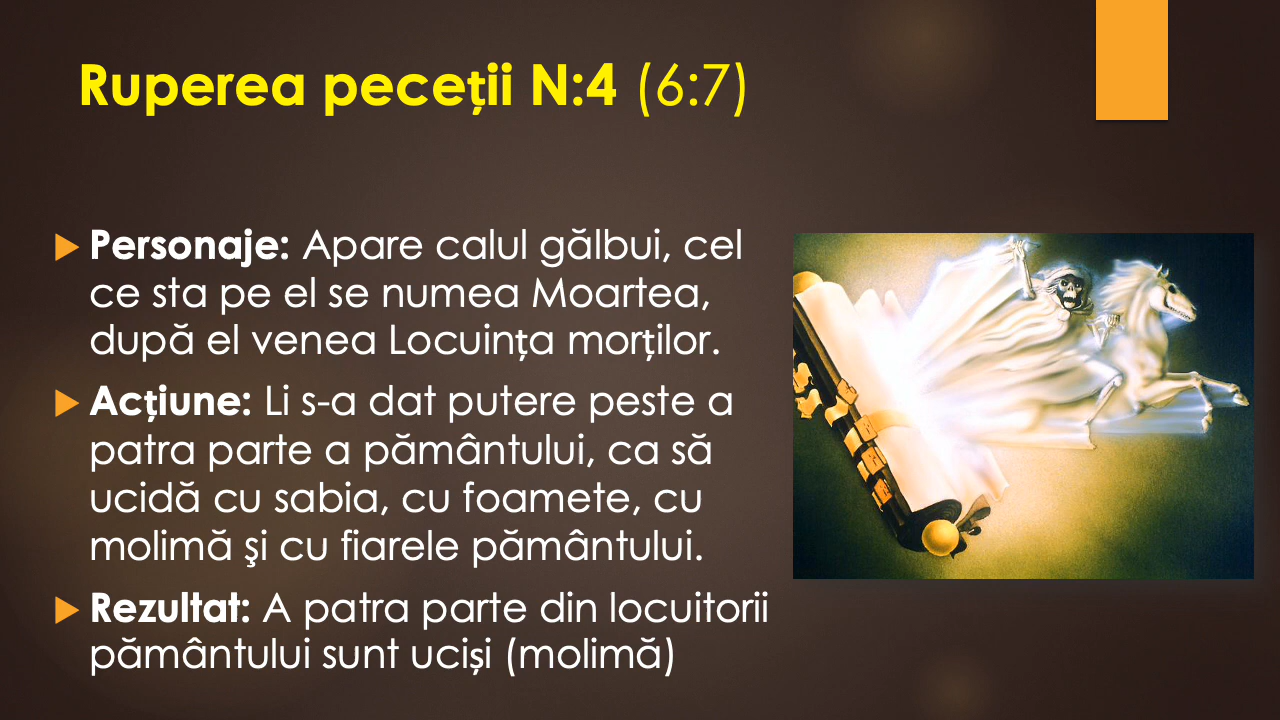 Ruperea peceții N:4 (6:7)
Personaje: Apare calul gălbui, cel
ce sta pe el se numea Moartea,
după el venea Locuința morților.
Acțiune: Li s-a dat putere peste a
patra parte a pământului, ca să
ucidă cu sabia, cu foamete, cu
molimă şi cu fiarele pământului.
Rezultat: A patra parte din locuitorii
pământului sunt uciși (molimă)